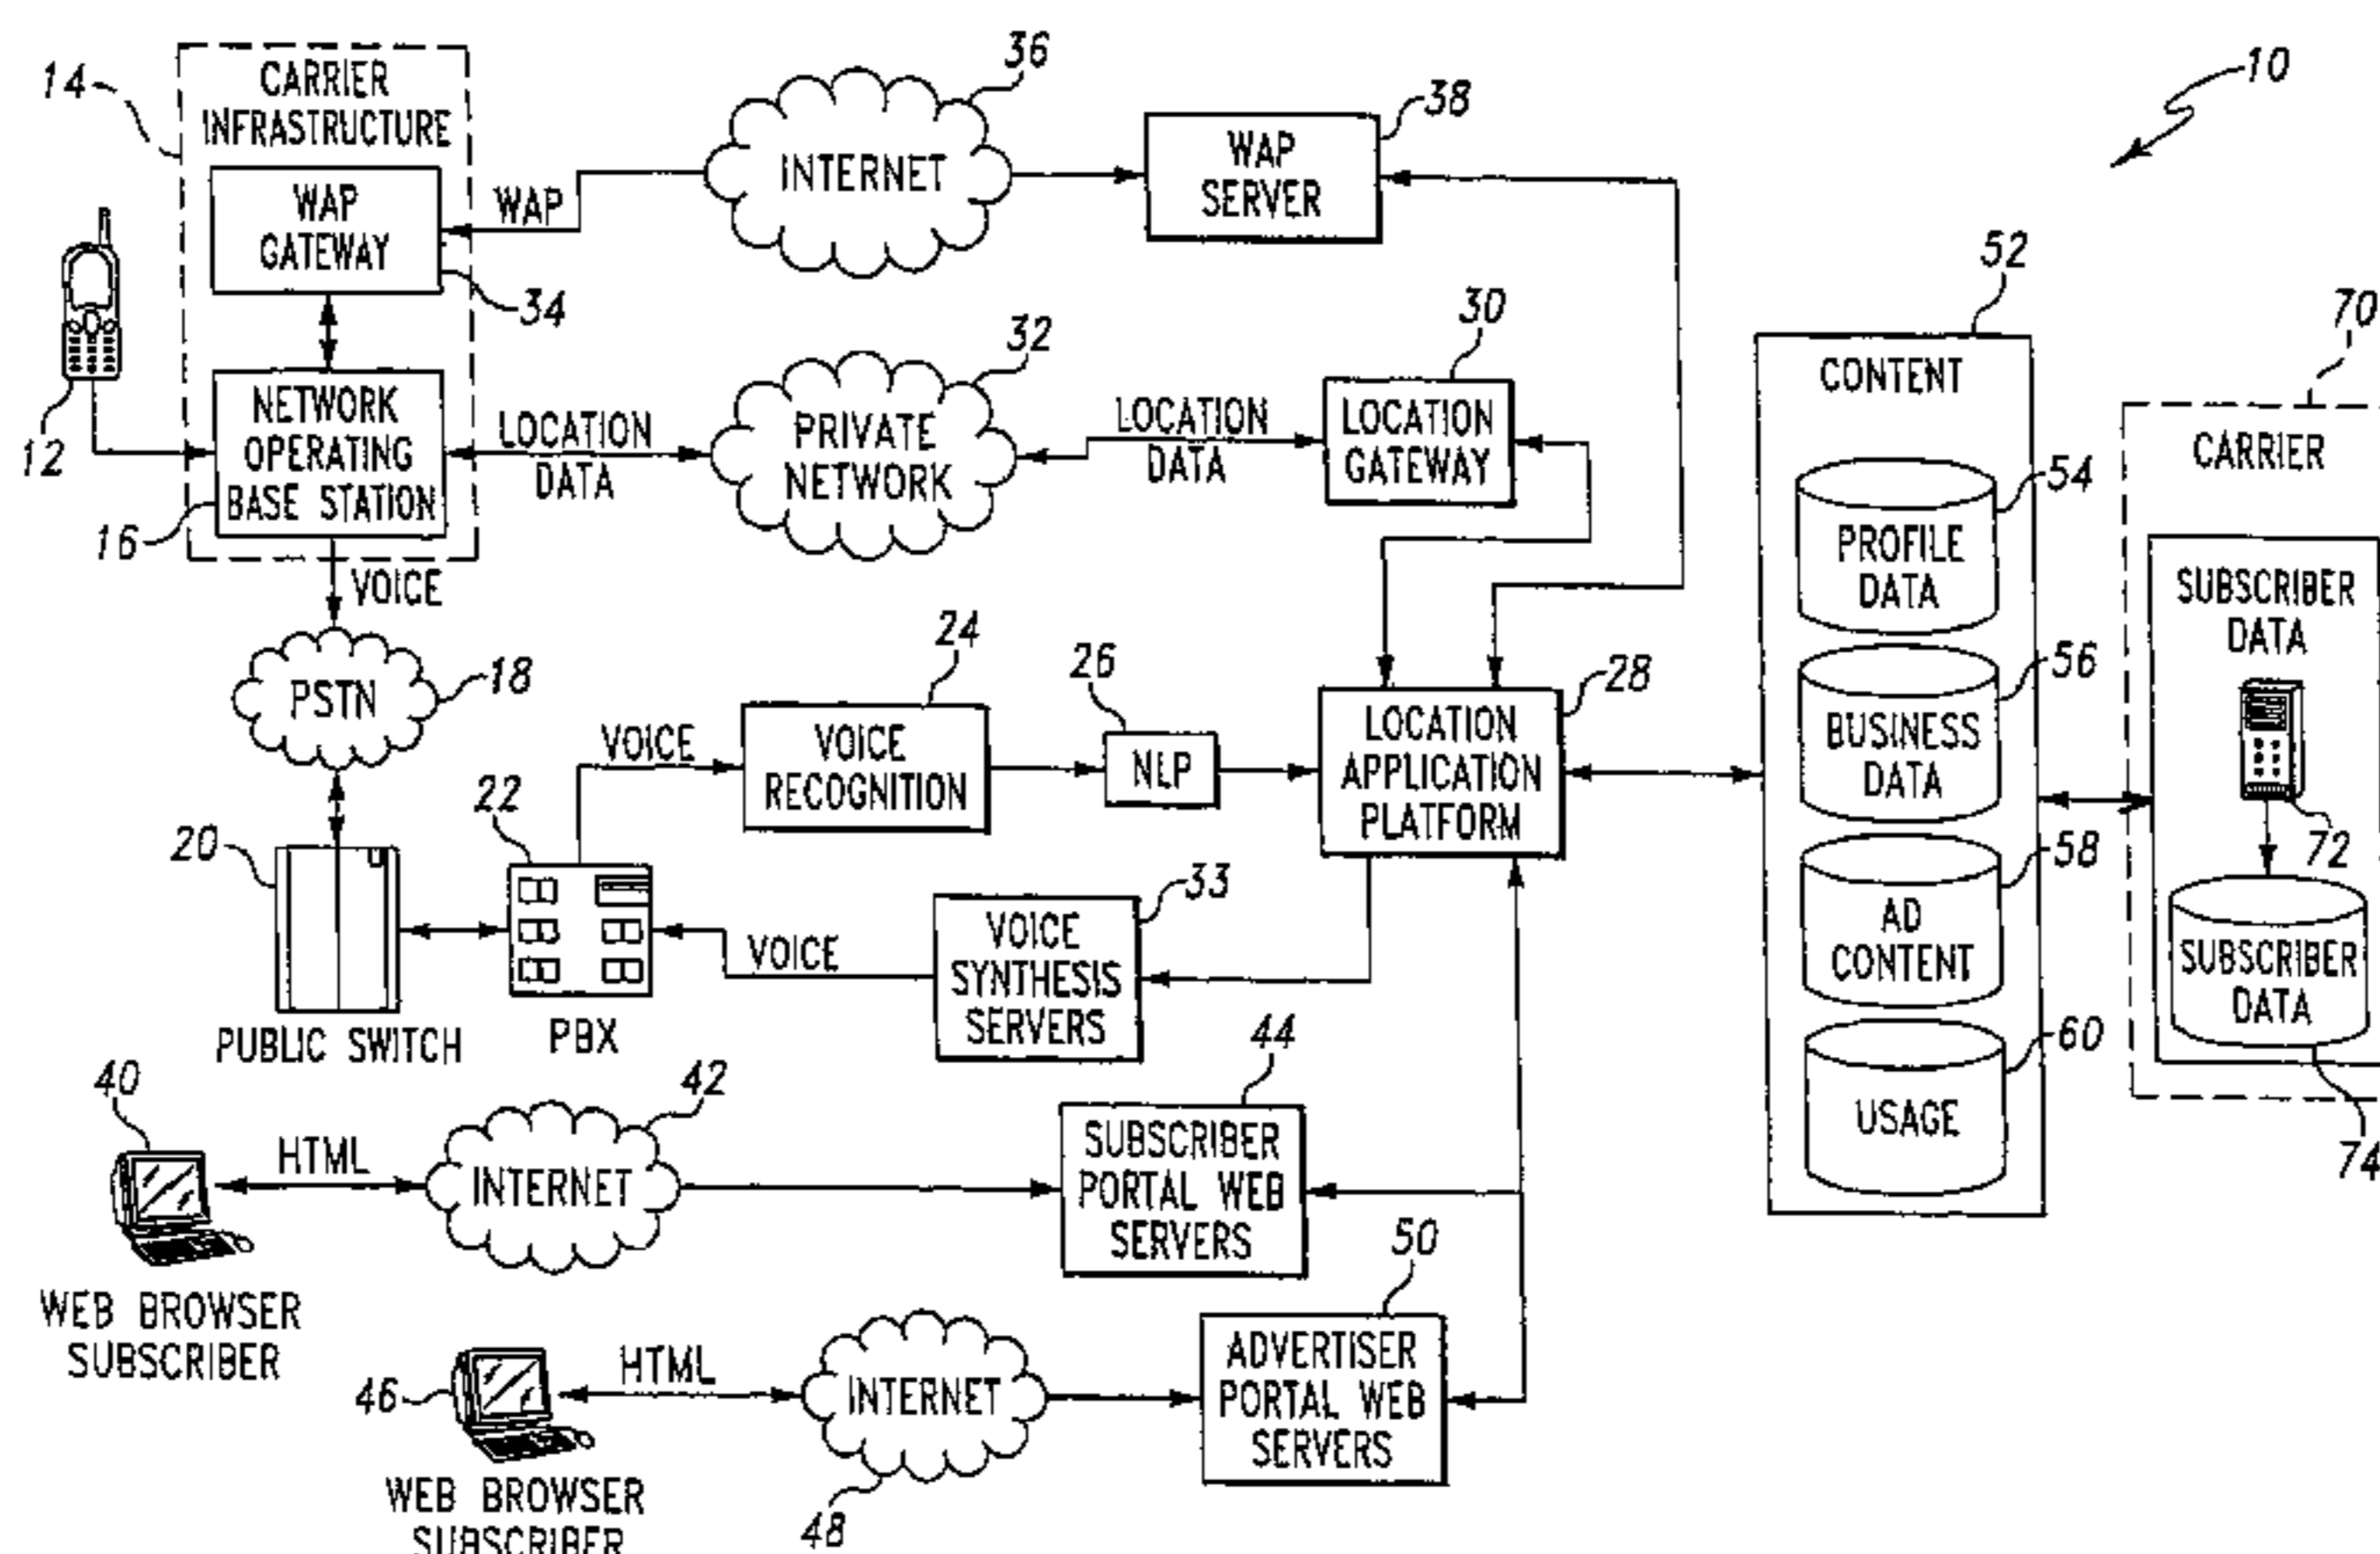 10
14
CARRIER
INFRASTRUCTURE
WAP
GATEWAY
34
WAP
36
INTERNET
38
WAP
SERVER
12
NETWORK
OPERATING
BASE STATION
16
LOCATION
DATA
32
PRIVATE
NETWORK
LOCATION
DATA
30
LOCATION
GATEWAY
VOICE
PSTN
18
20
PUBLIC SWITCH
22
PBX
VOICE
24
VOICE
RECOGNITION
26
NLP
28
LOCATION
APPLICATION
PLATFORM
VOICE
33
VOICE
SYNTHESIS
SERVERS
40
WEB BROWSER
SUBSCRIBER
HTML
42
INTERNET
44
SUBSCRIBER
PORTAL WEB
SERVERS
46
WEB BROWSER
SUBSCRIBER
HTML
INTERNET
48
50
ADVERTISER
PORTAL WEB
SERVERS
52
CONTENT
54
PROFILE
DATA
56
BUSINESS
DATA
58
AD
CONTENT
60
USAGE
70
CARRIER
SUBSCRIBER
DATA
72
SUBSCRIBER
DATA
74